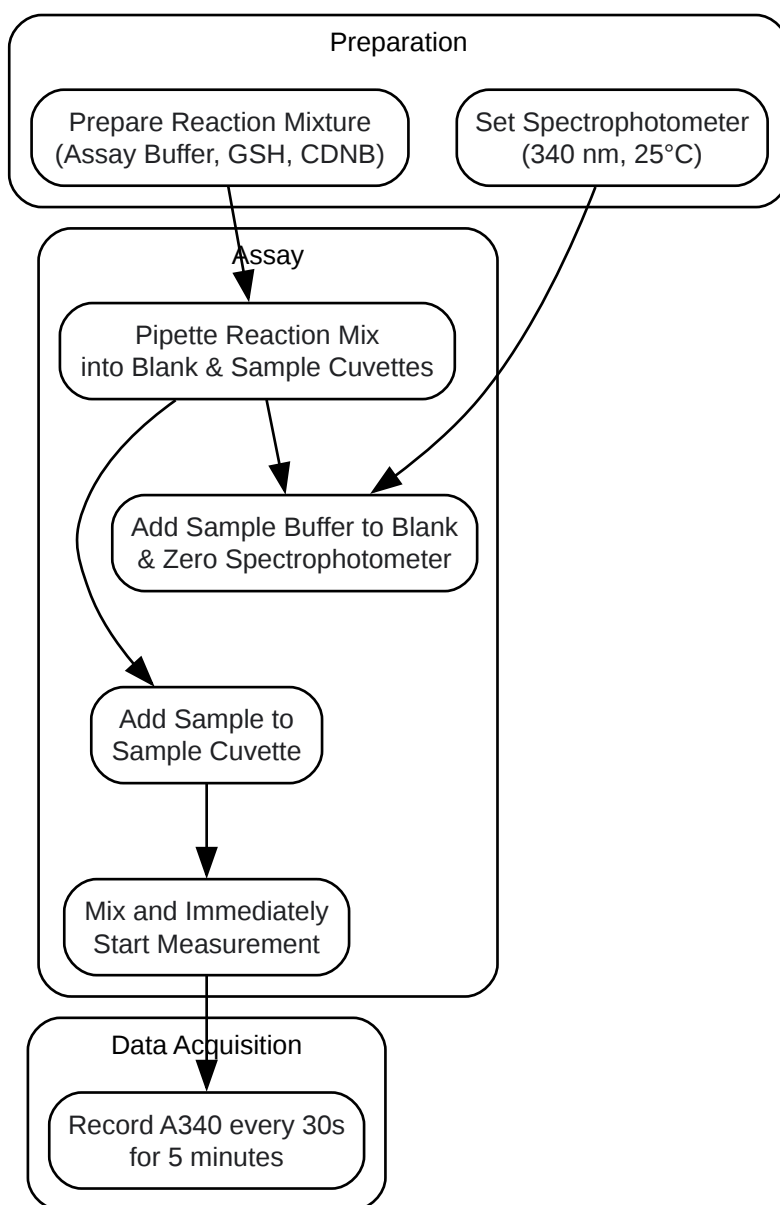 Preparation
Prepare Reaction Mixture
(Assay Buffer, GSH, CDNB)
Set Spectrophotometer
(340 nm, 25°C)
Assay
Pipette Reaction Mix
into Blank & Sample Cuvettes
Add Sample Buffer to Blank
& Zero Spectrophotometer
Add Sample to
Sample Cuvette
Mix and Immediately
Start Measurement
Data Acquisition
Record A340 every 30s
for 5 minutes